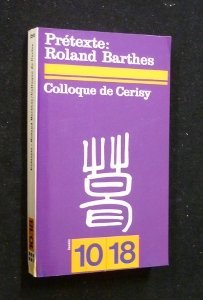 Prétexte:
Roland Barthes
Colloque de Cerisy
10
18